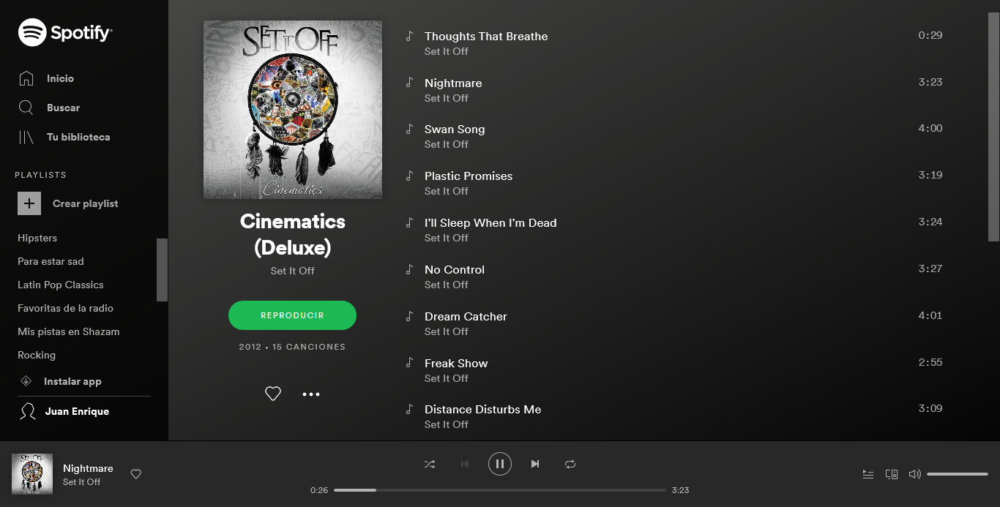 Spotify
Inicio
Buscar
Tu biblioteca
PLAYLISTS
Crear playlist
Hipsters
Para estar sad
Latin Pop Classics
Favoritas de la radio
Mis pistas en Shazam
Rocking
Instalar app
Juan Enrique
SET IT OFF
Cinematics
Cinematics
(Deluxe)
Set It Off
REPRODUCIR
2012 • 15 CANCIONES
Thoughts That Breathe 0:29
Set It Off
Nightmare 3:23
Set It Off
Swan Song 4:00
Set It Off
Plastic Promises 3:19
Set It Off
I'll Sleep When I'm Dead 3:24
Set It Off
No Control 3:27
Set It Off
Dream Catcher 4:01
Set It Off
Freak Show 2:55
Set It Off
Distance Disturbs Me 3:09
Set It Off
Nightmare
Set It Off
0:26 3:23